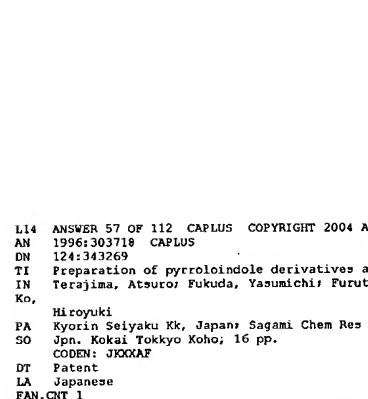 L14 ANSWER 57 OF 112 CAPLUS COPYRIGHT 2004 A
AN 1996:303718 CAPLUS
DN 124:343269
TI Preparation of pyrroloindole derivatives a
IN Terajima, Atsuro; Fukuda, Yasumichi; Furut
Ko,
Hiroyuki
PA Kyorin Seiyaku Kk, Japan; Sagami Chem Res
SO Jpn. Kokai Tokkyo Koho, 16 pp.
CODEN: JKXXAF
DT Patent
LA Japanese
FAN.CNT 1